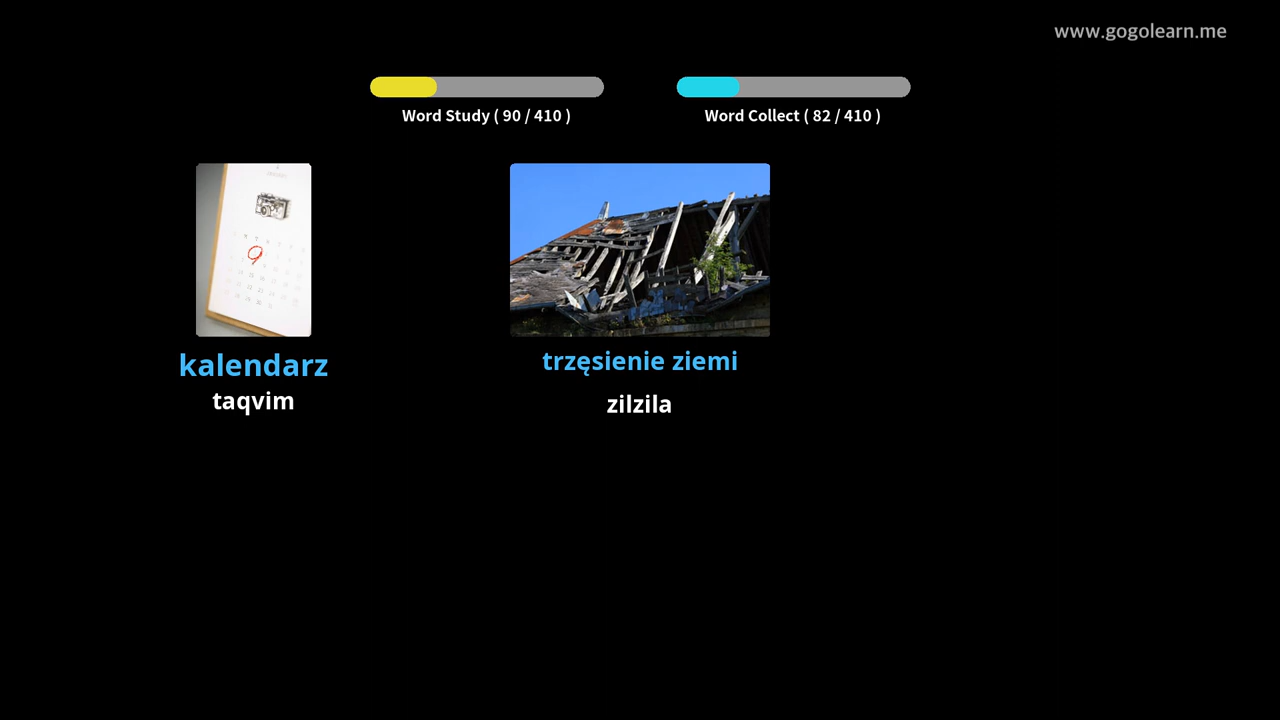 www.gogolearn.me
Word Study ( 90 / 410 )
Word Collect ( 82 / 410 )
kalendarz
taqvim
trzęsienie ziemi
zilzila